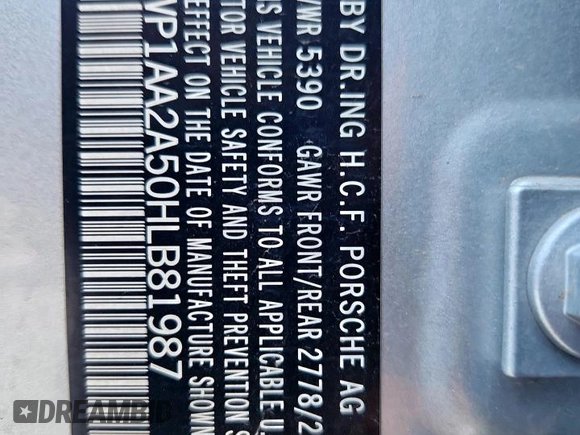 BY DR.ING H.C.F. PORSCHE AG
VWR 5390 GAWR FRONT/REAR 2778/2
IS VEHICLE CONFORMS TO ALL APPLICABLE U.
TOR VEHICLE SAFETY AND THEFT PREVENTION S
EFFECT ON THE DATE OF MANUFACTURE SHOWN
VP1AA2A50HLB81987
DREAMBID